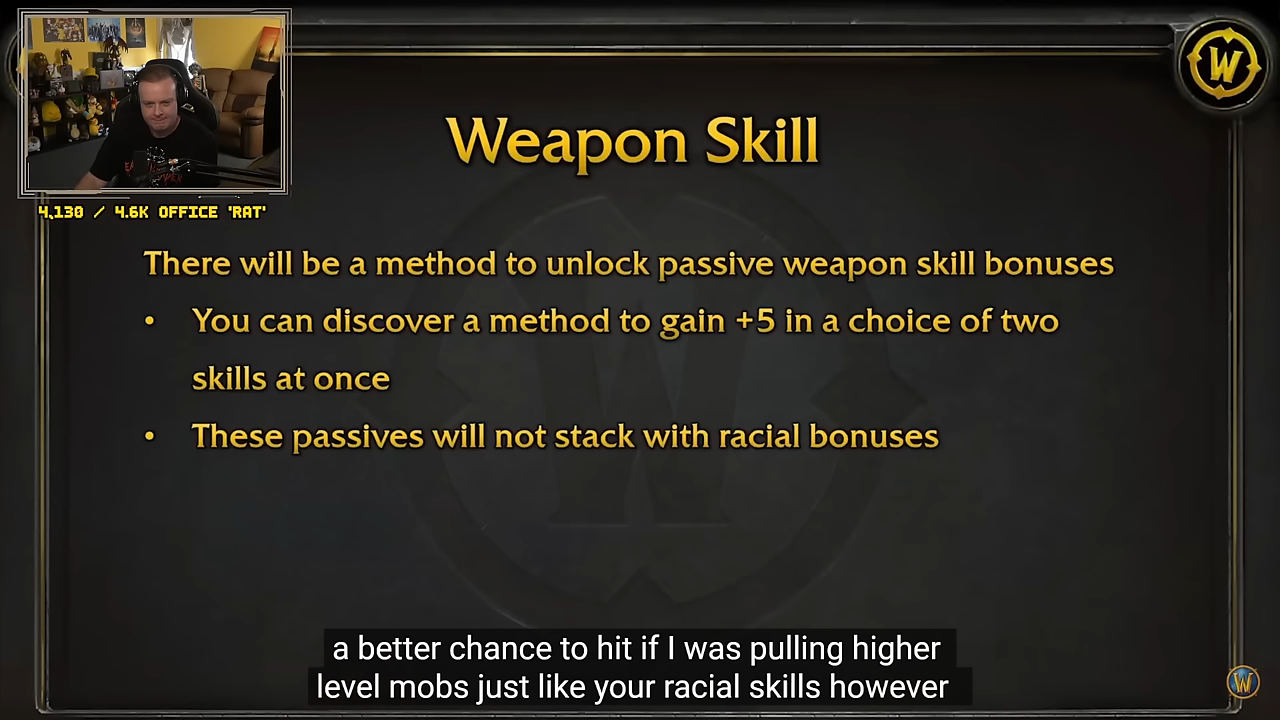 Weapon Skill
4,130 / 4.6K OFFICE 'RAT'
There will be a method to unlock passive weapon skill bonuses
• You can discover a method to gain +5 in a choice of two
skills at once
• These passives will not stack with racial bonuses
a better chance to hit if I was pulling higher
level mobs just like your racial skills however